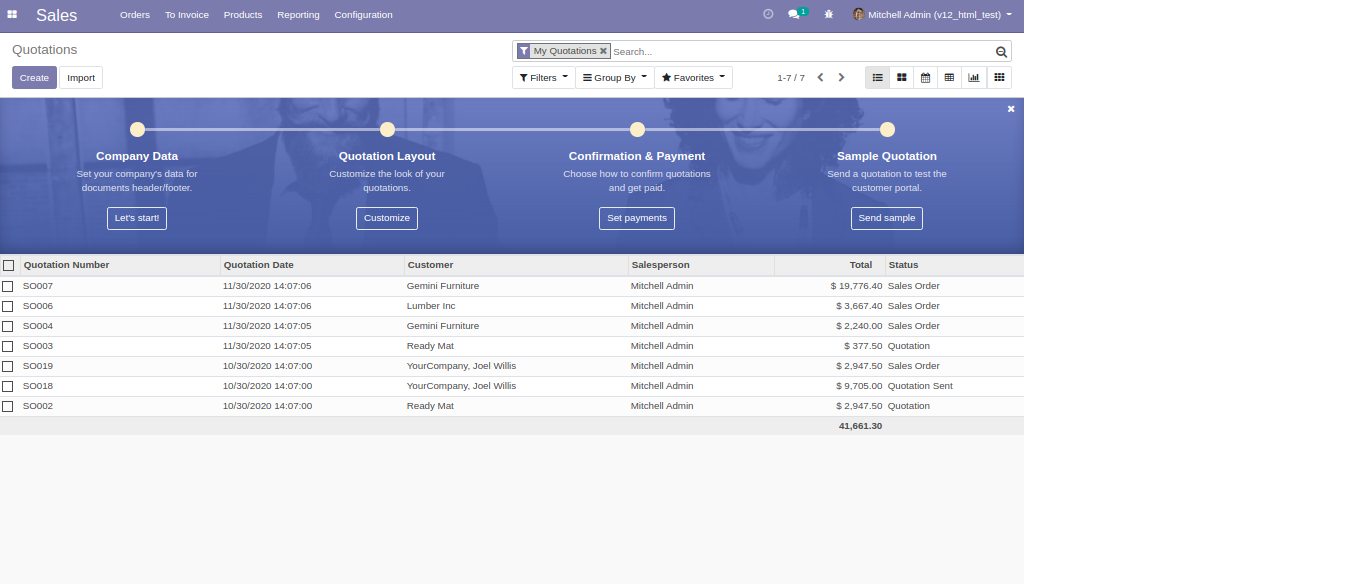 Sales Orders To Invoice Products Reporting Configuration 1 Mitchell Admin (v12_html_test)
Quotations My Quotations Search...
Create Import Filters Group By Favorites 1-7 / 7
Company Data Quotation Layout Confirmation & Payment Sample Quotation
Set your company's data for Customize the look of your Choose how to confirm quotations Send a quotation to test the
documents header/footer. quotations. and get paid. customer portal.
Let's start! Customize Set payments Send sample
Quotation Number Quotation Date Customer Salesperson Total Status
SO007 11/30/2020 14:07:06 Gemini Furniture Mitchell Admin $ 19,776.40 Sales Order
SO006 11/30/2020 14:07:06 Lumber Inc Mitchell Admin $ 3,667.40 Sales Order
SO004 11/30/2020 14:07:05 Gemini Furniture Mitchell Admin $ 2,240.00 Sales Order
SO003 11/30/2020 14:07:05 Ready Mat Mitchell Admin $ 377.50 Quotation
SO019 10/30/2020 14:07:00 YourCompany, Joel Willis Mitchell Admin $ 2,947.50 Sales Order
SO018 10/30/2020 14:07:00 YourCompany, Joel Willis Mitchell Admin $ 9,705.00 Quotation Sent
SO002 10/30/2020 14:07:00 Ready Mat Mitchell Admin $ 2,947.50 Quotation
41,661.30